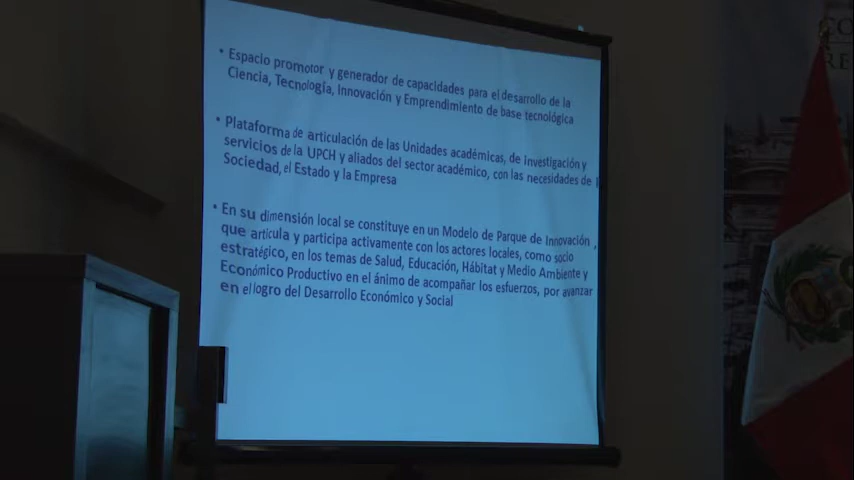 • Espacio promotor y generador de capacidades para el desarrollo de la
Ciencia, Tecnología, Innovación y Emprendimiento de base tecnológica
• Plataforma de articulación de las Unidades académicas, de investigación y
servicios de la UPCH y aliados del sector académico, con las necesidades de l
Sociedad, el Estado y la Empresa
• En su dimensión local se constituye en un Modelo de Parque de Innovación ,
que articula y participa activamente con los actores locales, como socio
estratégico, en los temas de Salud, Educación, Hábitat y Medio Ambiente y
Económico Productivo en el ánimo de acompañar los esfuerzos, por avanzar
en el logro del Desarrollo Económico y Social
CO
RE